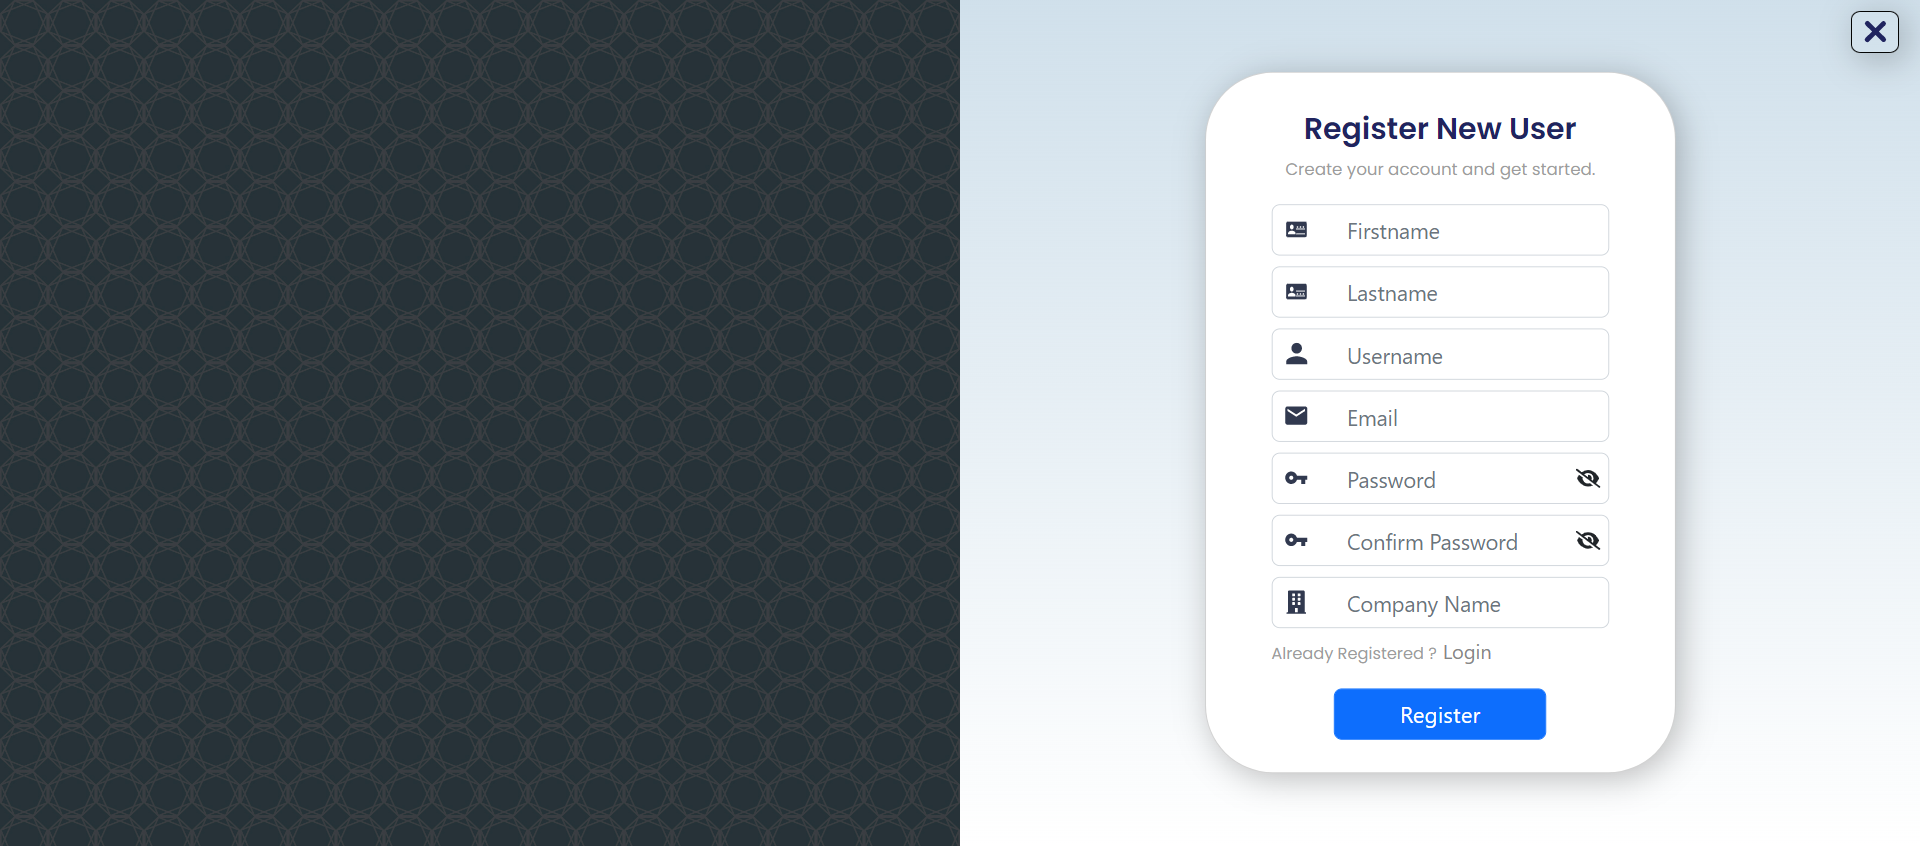 Register New User
Create your account and get started.
Firstname
Lastname
Username
Email
Password
Confirm Password
Company Name
Already Registered ? Login
Register